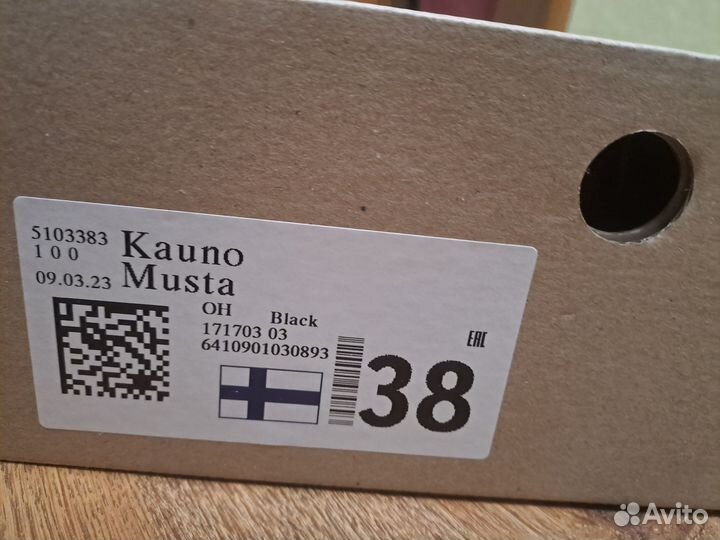 5103383
100
09.03.23
Kauno
Musta
OH Black
171703 03
6410901030893
38
EAC
Avito